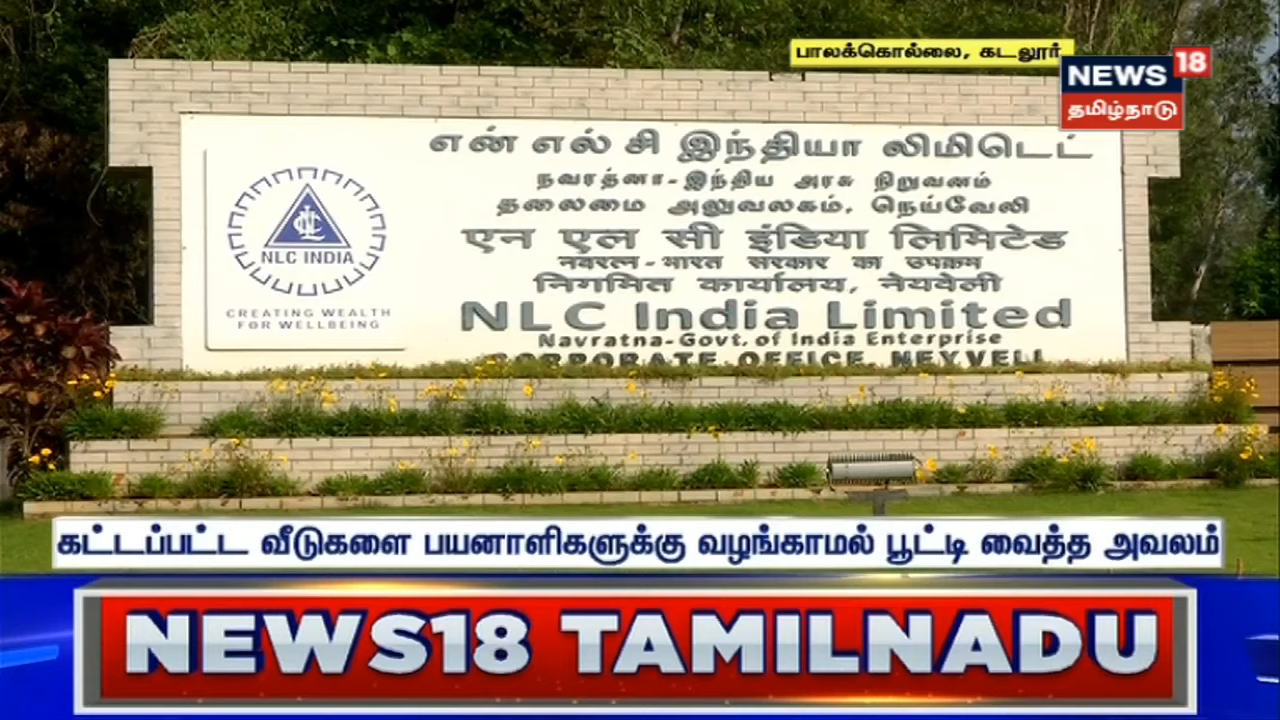 பாலக்கொல்லை, கடலூர்
NEWS 18
தமிழ்நாடு
என் எல் சி இந்தியா லிமிடெட்
நவரத்னா-இந்திய அரசு நிறுவனம்
தலைமை அலுவலகம், நெய்வேலி
एन एल सी इंडिया लिमिटेड
नवरत्न-भारत सरकार का उपक्रम
निगमित कार्यालय, नेयवेली
NLC India Limited
Navratna-Govt. of India Enterprise
CORPORATE OFFICE, NEYVELI
NLC INDIA
CREATING WEALTH
FOR WELLBEING
கட்டப்பட்ட வீடுகளை பயனாளிகளுக்கு வழங்காமல் பூட்டி வைத்த அவலம்
NEWS18 TAMILNADU